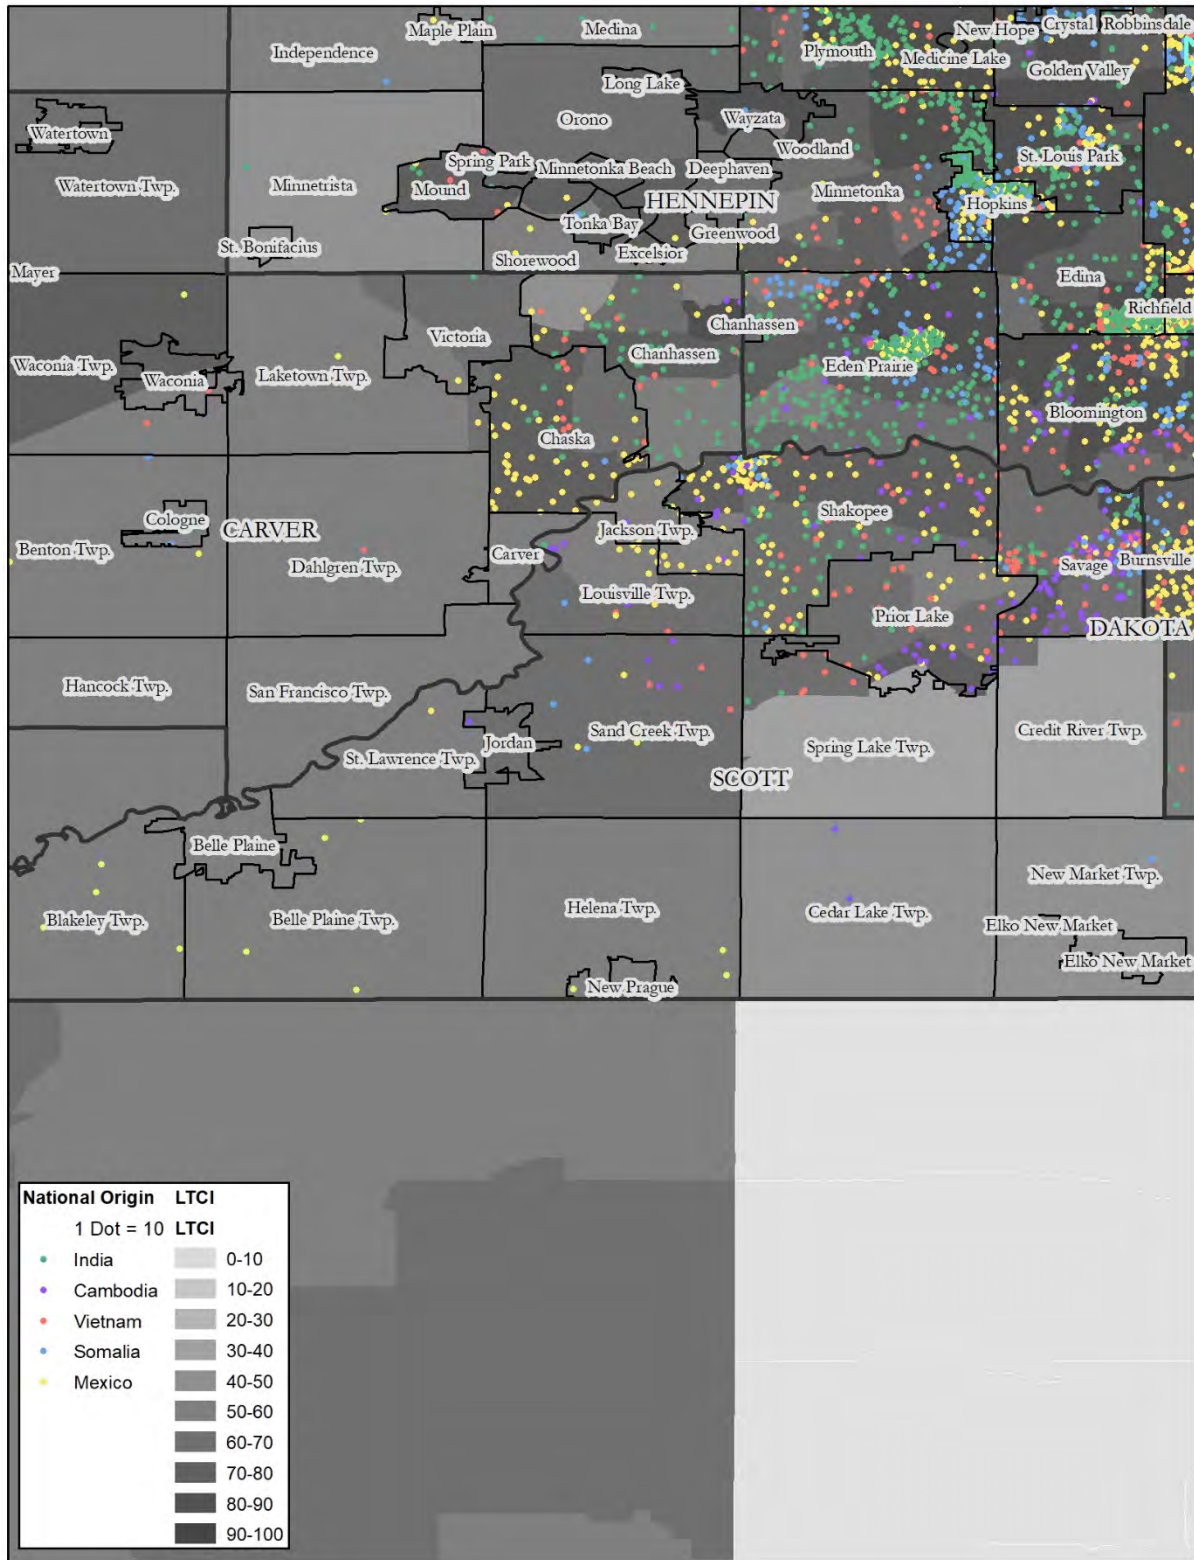 Maple Plain
Medina
New Hope
Crystal
Robbinsdale
Independence
Plymouth
Medicine Lake
Golden Valley
Long Lake
Watertown
Orono
Wayzata
Woodland
St. Louis Park
Watertown Twp.
Minnetrista
Spring Park
Mound
Minnetonka Beach
Deephaven
Minnetonka
HENNEPIN
Hopkins
Tonka Bay
Greenwood
St. Bonifacius
Shorewood
Excelsior
Edina
Mayer
Richfield
Victoria
Chanhassen
Chanhassen
Waconia Twp.
Waconia
Laketown Twp.
Eden Prairie
Bloomington
Chaska
Cologne
CARVER
Jackson Twp.
Shakopee
Benton Twp.
Dahlgren Twp.
Carver
Savage
Burnsville
Louisville Twp.
Prior Lake
DAKOTA
Hancock Twp.
San Francisco Twp.
St. Lawrence Twp.
Jordan
Sand Creek Twp.
Spring Lake Twp.
Credit River Twp.
SCOTT
Belle Plaine
New Market Twp.
Blakeley Twp.
Belle Plaine Twp.
Helena Twp.
Cedar Lake Twp.
Elko New Market
Elko New Market
New Prague
National Origin LTCI
1 Dot = 10 LTCI
India 0-10
Cambodia 10-20
Vietnam 20-30
Somalia 30-40
Mexico 40-50
50-60
60-70
70-80
80-90
90-100